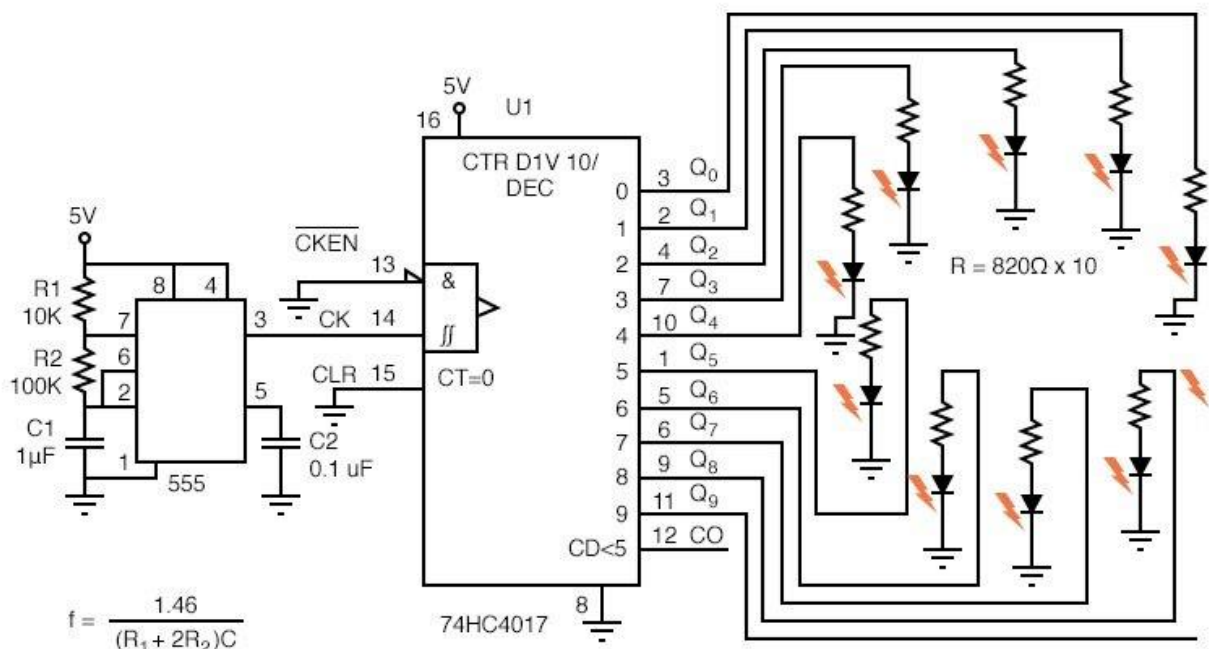 5V
U1
16
CTR D1V 10/
DEC
0 3 Q0
1 2 Q1
2 4 Q2
3 7 Q3
4 10 Q4
5 1 Q5
6 5 Q6
7 6 Q7
8 9 Q8
9 11 Q9
CD<5 12 CO
CKEN
13
&
CK 14
∫∫
CLR 15
CT=0
8
74HC4017
R = 820Ω x 10
5V
R1
10K
R2
100K
C1
1µF
8 4
7
6
2
1
3
5
555
C2
0.1 uF
f = 1.46
(R1 + 2R2)C